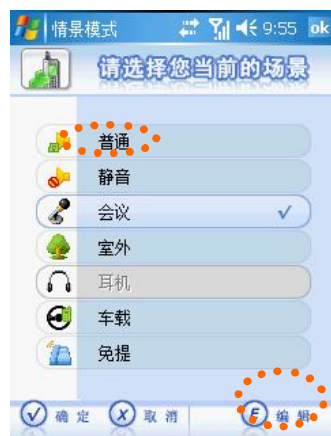 情景模式 9:55 ok
请选择您当前的场景
普通
静音
会议
室外
耳机
车载
免提
确定 取消 编辑